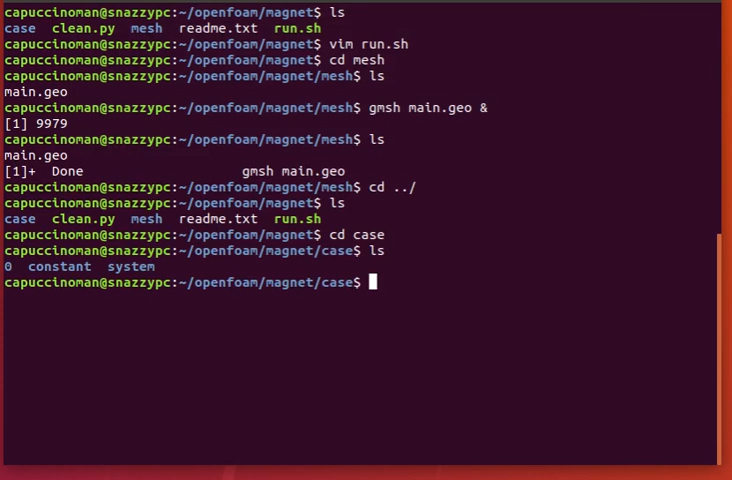 capuccinoman@snazzypc:~/openfoam/magnet$ ls
case  clean.py  mesh  readme.txt  run.sh
capuccinoman@snazzypc:~/openfoam/magnet$ vim run.sh
capuccinoman@snazzypc:~/openfoam/magnet$ cd mesh
capuccinoman@snazzypc:~/openfoam/magnet/mesh$ ls
main.geo
capuccinoman@snazzypc:~/openfoam/magnet/mesh$ gmsh main.geo &
[1] 9979
capuccinoman@snazzypc:~/openfoam/magnet/mesh$ ls
main.geo
[1]+  Done                    gmsh main.geo
capuccinoman@snazzypc:~/openfoam/magnet/mesh$ cd ../
capuccinoman@snazzypc:~/openfoam/magnet$ ls
case  clean.py  mesh  readme.txt  run.sh
capuccinoman@snazzypc:~/openfoam/magnet$ cd case
capuccinoman@snazzypc:~/openfoam/magnet/case$ ls
0  constant  system
capuccinoman@snazzypc:~/openfoam/magnet/case$